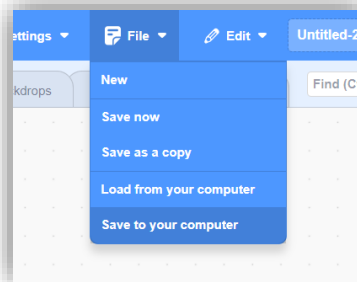 ettings File Edit Untitled-2
kdrops Find (C
New
Save now
Save as a copy
Load from your computer
Save to your computer